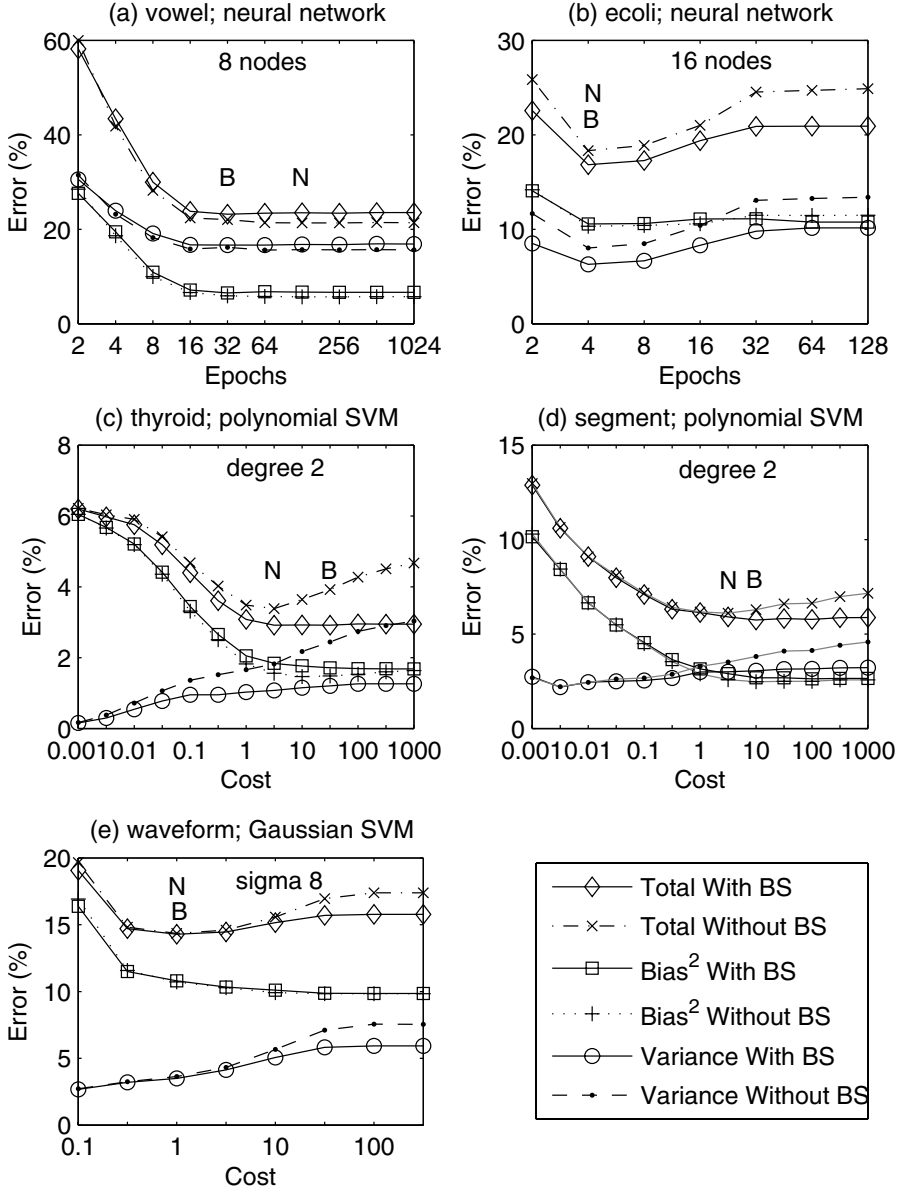 (a) vowel; neural network
8 nodes
B
N
60
40
20
0
Error (%)
2 4 8 16 32 64 256 1024
Epochs
(b) ecoli; neural network
16 nodes
N
B
30
20
10
0
Error (%)
2 4 8 16 32 64 128
Epochs
(c) thyroid; polynomial SVM
degree 2
N
B
8
6
4
2
0
Error (%)
0.0010.01 0.1 1 10 100 1000
Cost
(d) segment; polynomial SVM
degree 2
N B
15
10
5
0
Error (%)
0.0010.01 0.1 1 10 100 1000
Cost
(e) waveform; Gaussian SVM
sigma 8
N
B
20
15
10
5
0
Error (%)
0.1 1 10 100
Cost
Total With BS
Total Without BS
Bias² With BS
Bias² Without BS
Variance With BS
Variance Without BS